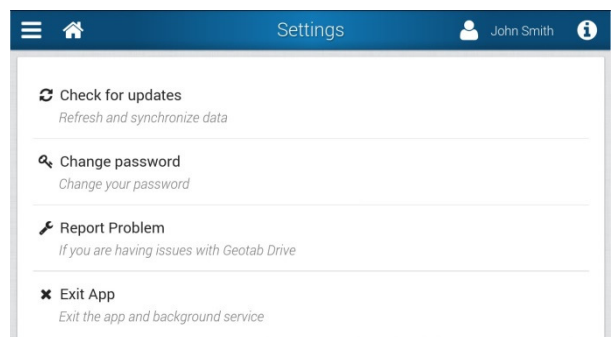 Settings
John Smith
Check for updates
Refresh and synchronize data
Change password
Change your password
Report Problem
If you are having issues with Geotab Drive
Exit App
Exit the app and background service